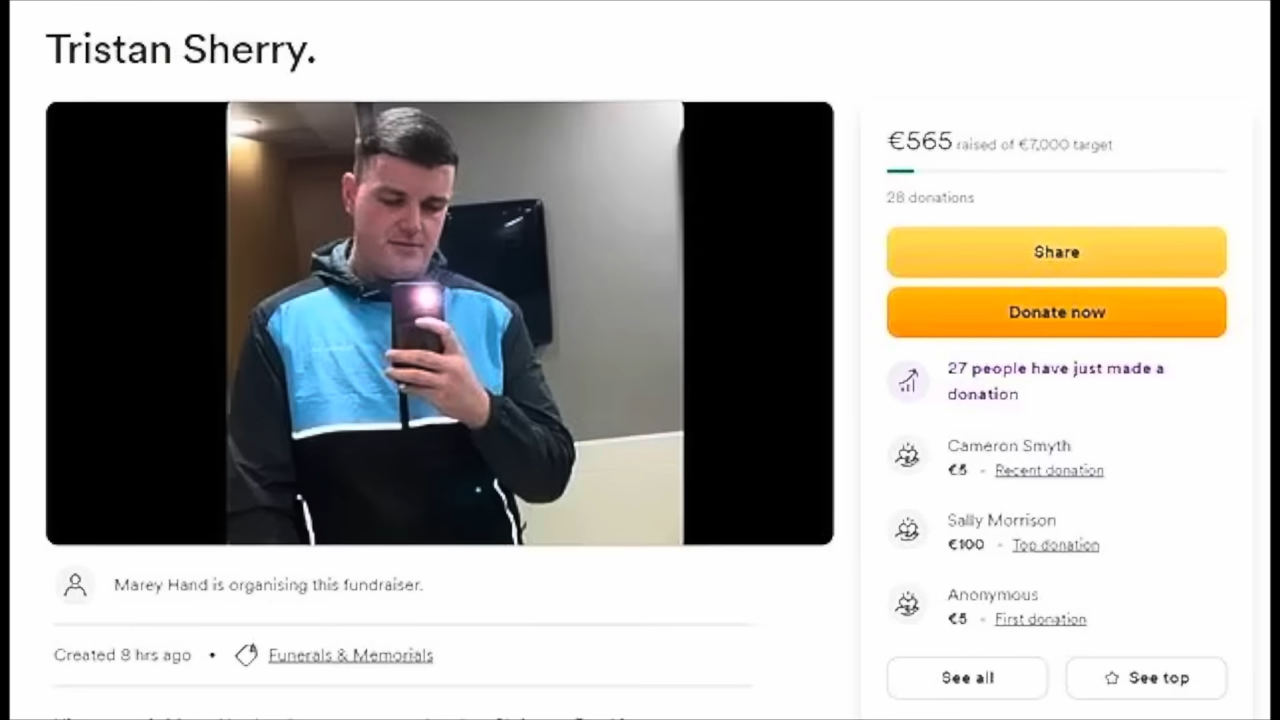 Tristan Sherry.
€565 raised of €7,000 target
28 donations
Share
Donate now
27 people have just made a
donation
Cameron Smyth
€5 • Recent donation
Sally Morrison
€100 • Top donation
Anonymous
€5 • First donation
See all
See top
Marey Hand is organising this fundraiser.
Created 8 hrs ago • Funerals & Memorials